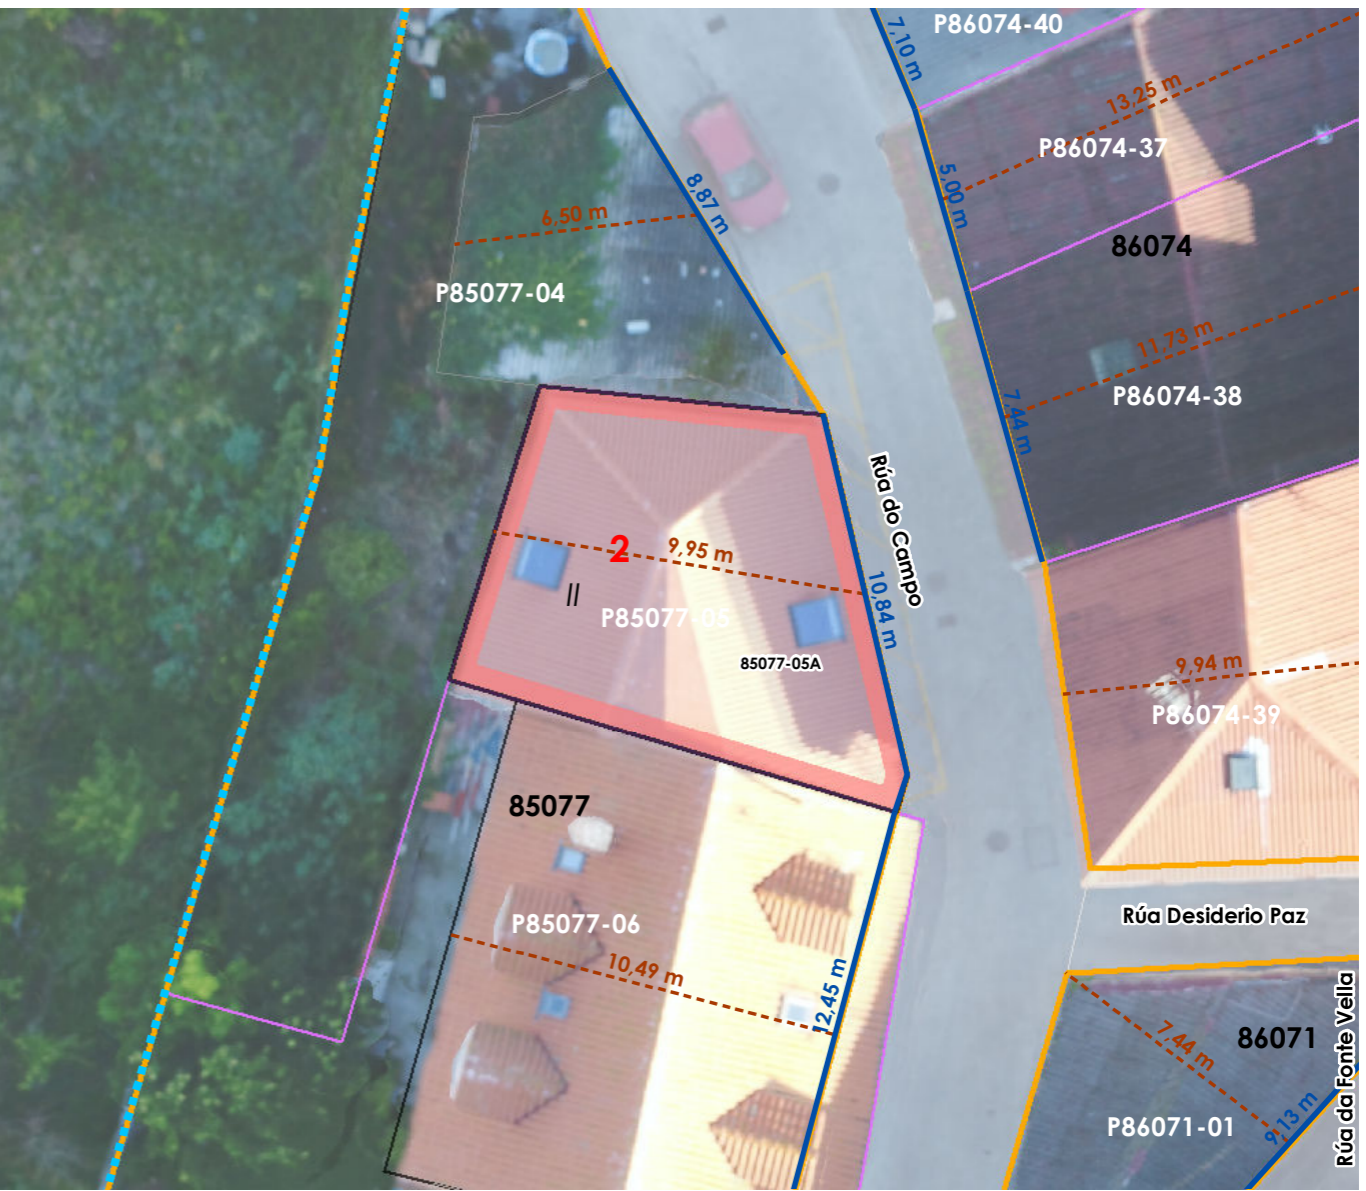 P86074-40
7,10 m
13,25 m
P86074-37
5,00 m
8,87 m
6,50 m
86074
P85077-04
11,73 m
P86074-38
7,44 m
Rúa do Campo
2
9,95 m
II
P85077-05
10,84 m
85077-05A
9,94 m
P86074-39
85077
P85077-06
10,49 m
12,45 m
Rúa Desiderio Paz
7,44 m
86071
P86071-01
9,13 m
Rúa da Fonte Vella